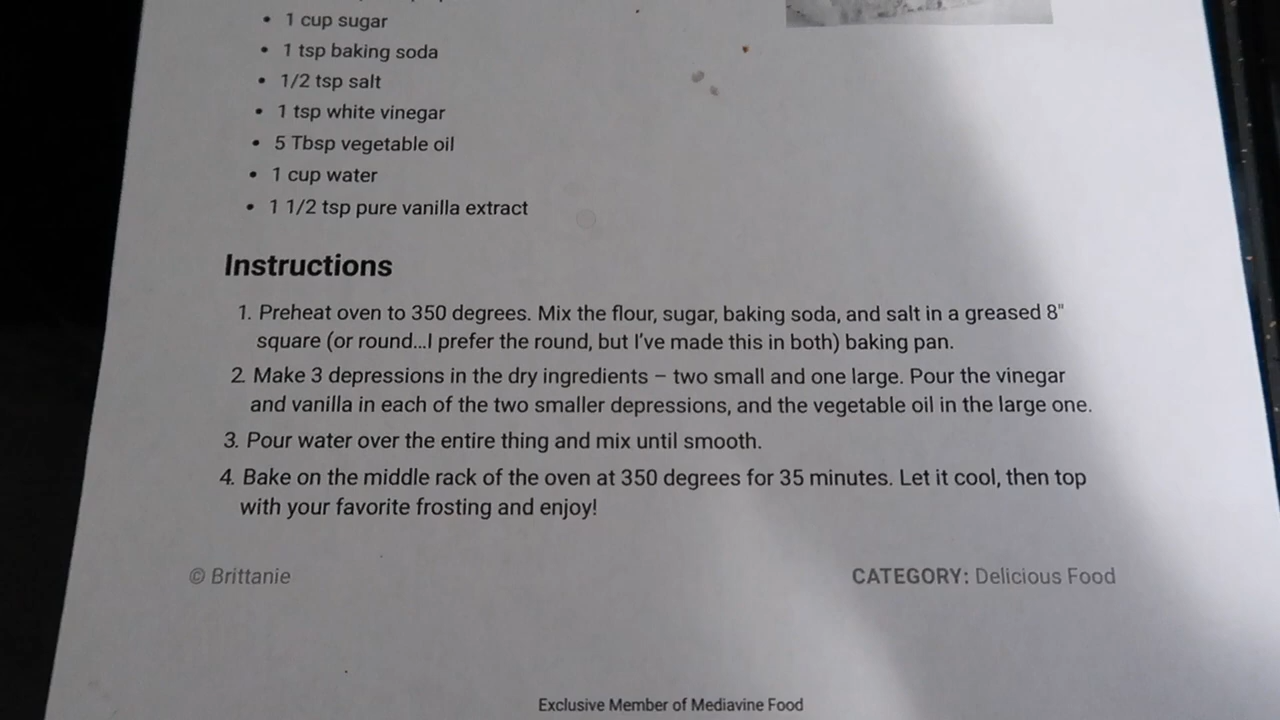 • 1 cup sugar
• 1 tsp baking soda
• 1/2 tsp salt
• 1 tsp white vinegar
• 5 Tbsp vegetable oil
• 1 cup water
• 1 1/2 tsp pure vanilla extract
Instructions
1. Preheat oven to 350 degrees. Mix the flour, sugar, baking soda, and salt in a greased 8"
square (or round...I prefer the round, but I've made this in both) baking pan.
2. Make 3 depressions in the dry ingredients – two small and one large. Pour the vinegar
and vanilla in each of the two smaller depressions, and the vegetable oil in the large one.
3. Pour water over the entire thing and mix until smooth.
4. Bake on the middle rack of the oven at 350 degrees for 35 minutes. Let it cool, then top
with your favorite frosting and enjoy!
© Brittanie
CATEGORY: Delicious Food
Exclusive Member of Mediavine Food